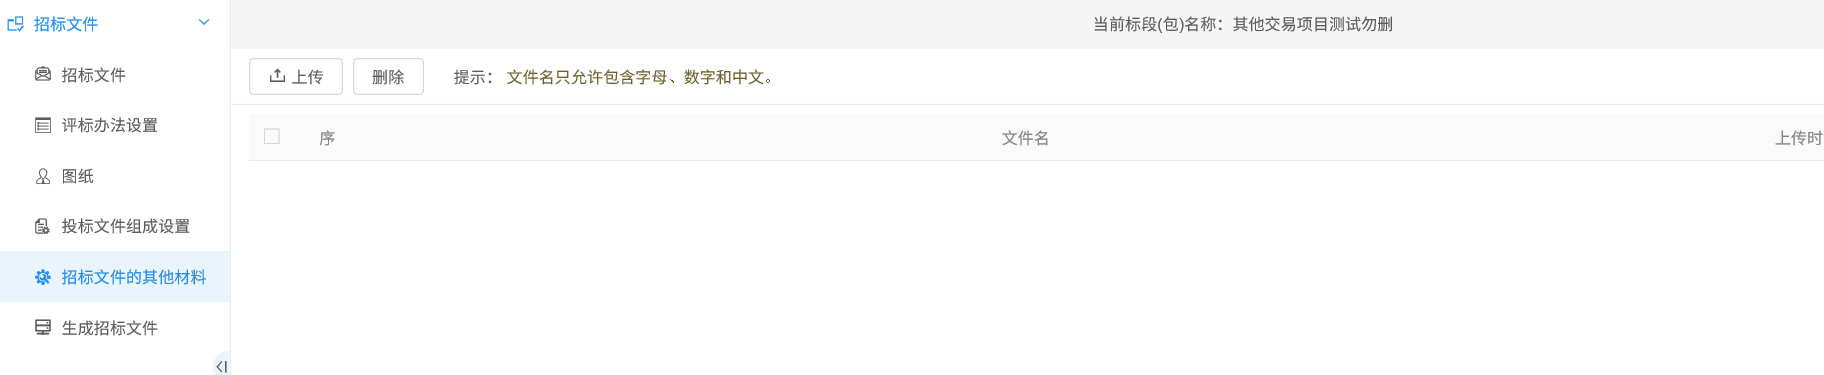 招标文件
当前标段(包)名称：其他交易项目测试勿删
招标文件
上传
删除
提示： 文件名只允许包含字母、数字和中文。
评标办法设置
序
文件名
上传时
图纸
投标文件组成设置
招标文件的其他材料
生成招标文件